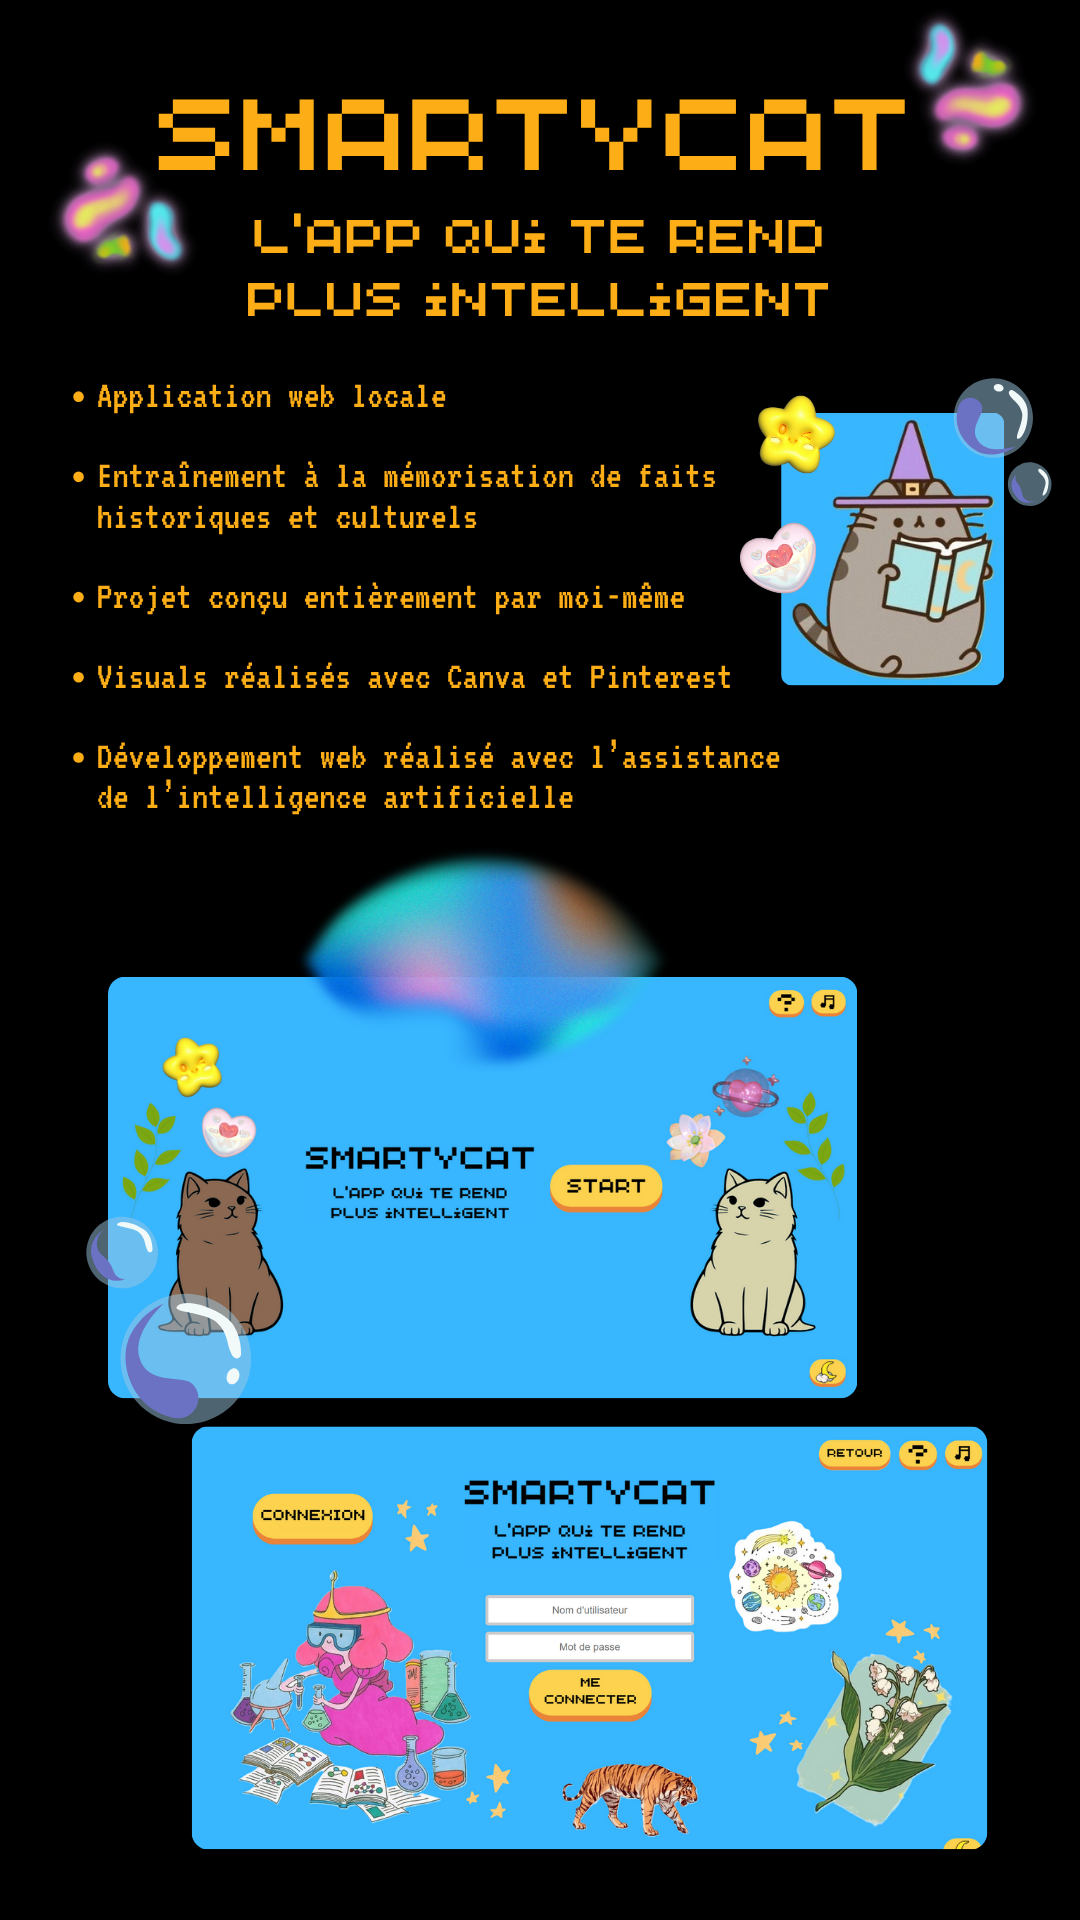 SMARTYCAT
L'APP QUi TE REND
PLUS iNTELLiGENT
• Application web locale
• Entraînement à la mémorisation de faits
historiques et culturels
• Projet conçu entièrement par moi-même
• Visuals réalisés avec Canva et Pinterest
• Développement web réalisé avec l’assistance
de l’intelligence artificielle
?
SMARTYCAT
L'APP QUi TE REND
PLUS iNTELLiGENT
START
RETOUR
?
SMARTYCAT
CONNEXION
L'APP QUi TE REND
PLUS iNTELLiGENT
Nom d'utilisateur
Mot de passe
ME
CONNECTER